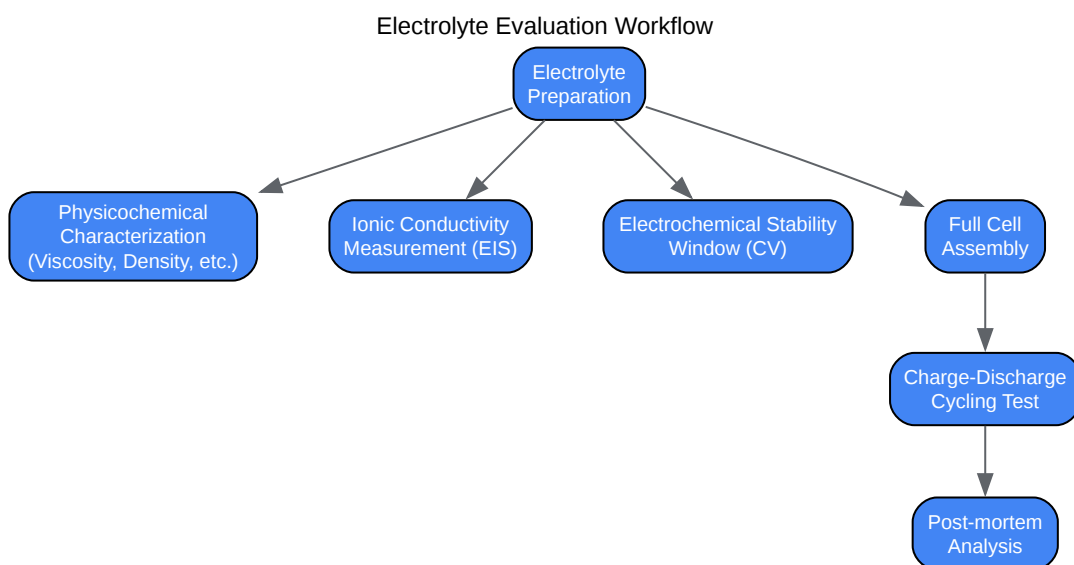 Electrolyte Evaluation Workflow
Electrolyte
Preparation
Physicochemical
Characterization
(Viscosity, Density, etc.)
Ionic Conductivity
Measurement (EIS)
Electrochemical Stability
Window (CV)
Full Cell
Assembly
Charge-Discharge
Cycling Test
Post-mortem
Analysis